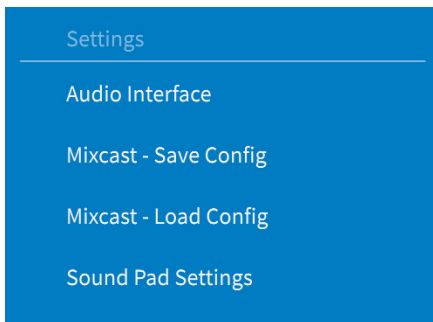 Settings
Audio Interface
Mixcast - Save Config
Mixcast - Load Config
Sound Pad Settings